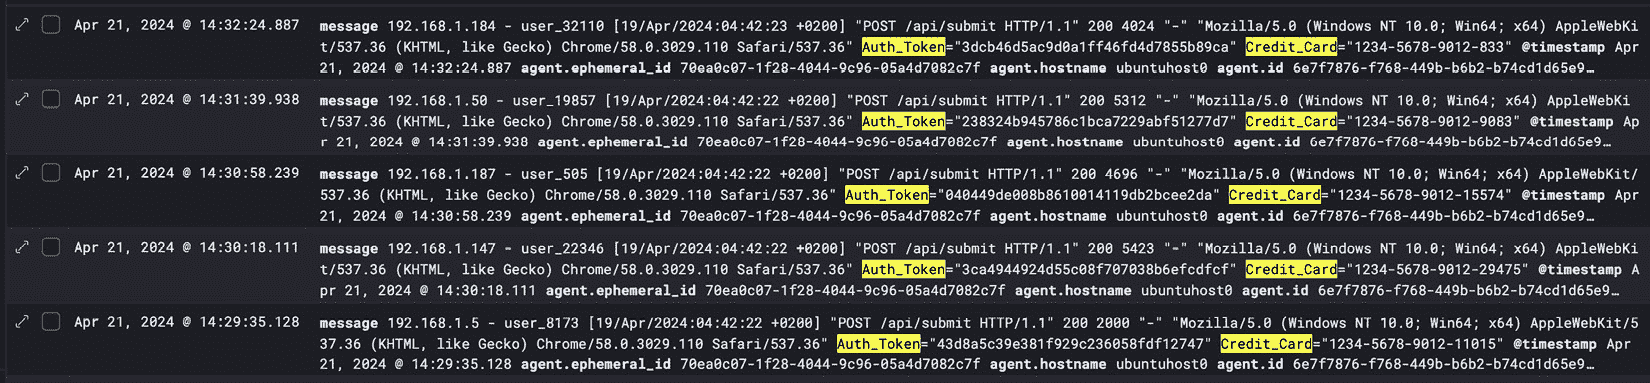 Apr 21, 2024 @ 14:32:24.887 message 192.168.1.184 - user_32110 [19/Apr/2024:04:42:23 +0200] "POST /api/submit HTTP/1.1" 200 4024 "-" "Mozilla/5.0 (Windows NT 10.0; Win64; x64) AppleWebKi
t/537.36 (KHTML, like Gecko) Chrome/58.0.3029.110 Safari/537.36" Auth_Token="3dcb46d5ac9d0a1ff46fd4d7855b89ca" Credit_Card="1234-5678-9012-833" @timestamp Apr
21, 2024 @ 14:32:24.887 agent.ephemeral_id 70ea0c07-1f28-4044-9c96-05a4d7082c7f agent.hostname ubuntuhost0 agent.id 6e7f7876-f768-449b-b6b2-b74cd1d65e9…
Apr 21, 2024 @ 14:31:39.938 message 192.168.1.50 - user_19857 [19/Apr/2024:04:42:22 +0200] "POST /api/submit HTTP/1.1" 200 5312 "-" "Mozilla/5.0 (Windows NT 10.0; Win64; x64) AppleWebKi
t/537.36 (KHTML, like Gecko) Chrome/58.0.3029.110 Safari/537.36" Auth_Token="238324b945786c1bca7229abf51277d7" Credit_Card="1234-5678-9012-9083" @timestamp Ap
r 21, 2024 @ 14:31:39.938 agent.ephemeral_id 70ea0c07-1f28-4044-9c96-05a4d7082c7f agent.hostname ubuntuhost0 agent.id 6e7f7876-f768-449b-b6b2-b74cd1d65e9…
Apr 21, 2024 @ 14:30:58.239 message 192.168.1.187 - user_505 [19/Apr/2024:04:42:22 +0200] "POST /api/submit HTTP/1.1" 200 4696 "-" "Mozilla/5.0 (Windows NT 10.0; Win64; x64) AppleWebKit/
537.36 (KHTML, like Gecko) Chrome/58.0.3029.110 Safari/537.36" Auth_Token="040449de008b8610014119db2bcee2da" Credit_Card="1234-5678-9012-15574" @timestamp Apr
21, 2024 @ 14:30:58.239 agent.ephemeral_id 70ea0c07-1f28-4044-9c96-05a4d7082c7f agent.hostname ubuntuhost0 agent.id 6e7f7876-f768-449b-b6b2-b74cd1d65e9…
Apr 21, 2024 @ 14:30:18.111 message 192.168.1.147 - user_22346 [19/Apr/2024:04:42:22 +0200] "POST /api/submit HTTP/1.1" 200 5423 "-" "Mozilla/5.0 (Windows NT 10.0; Win64; x64) AppleWebKi
t/537.36 (KHTML, like Gecko) Chrome/58.0.3029.110 Safari/537.36" Auth_Token="3ca4944924d55c08f707038b6efcdfcf" Credit_Card="1234-5678-9012-29475" @timestamp A
pr 21, 2024 @ 14:30:18.111 agent.ephemeral_id 70ea0c07-1f28-4044-9c96-05a4d7082c7f agent.hostname ubuntuhost0 agent.id 6e7f7876-f768-449b-b6b2-b74cd1d65e9…
Apr 21, 2024 @ 14:29:35.128 message 192.168.1.5 - user_8173 [19/Apr/2024:04:42:22 +0200] "POST /api/submit HTTP/1.1" 200 2000 "-" "Mozilla/5.0 (Windows NT 10.0; Win64; x64) AppleWebKit/5
37.36 (KHTML, like Gecko) Chrome/58.0.3029.110 Safari/537.36" Auth_Token="43d8a5c39e381f929c236058fdf12747" Credit_Card="1234-5678-9012-11015" @timestamp Apr
21, 2024 @ 14:29:35.128 agent.ephemeral_id 70ea0c07-1f28-4044-9c96-05a4d7082c7f agent.hostname ubuntuhost0 agent.id 6e7f7876-f768-449b-b6b2-b74cd1d65e9…